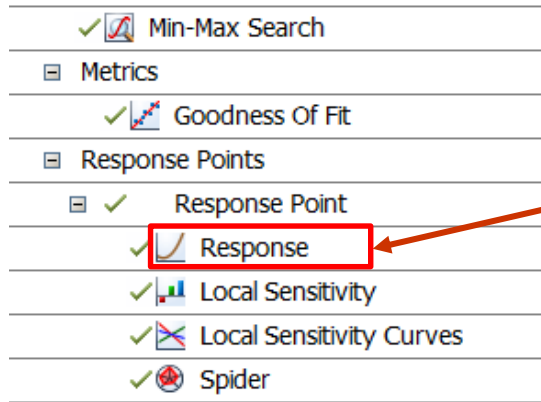 Min-Max Search
Metrics
Goodness Of Fit
Response Points
Response Point
Response
Local Sensitivity
Local Sensitivity Curves
Spider